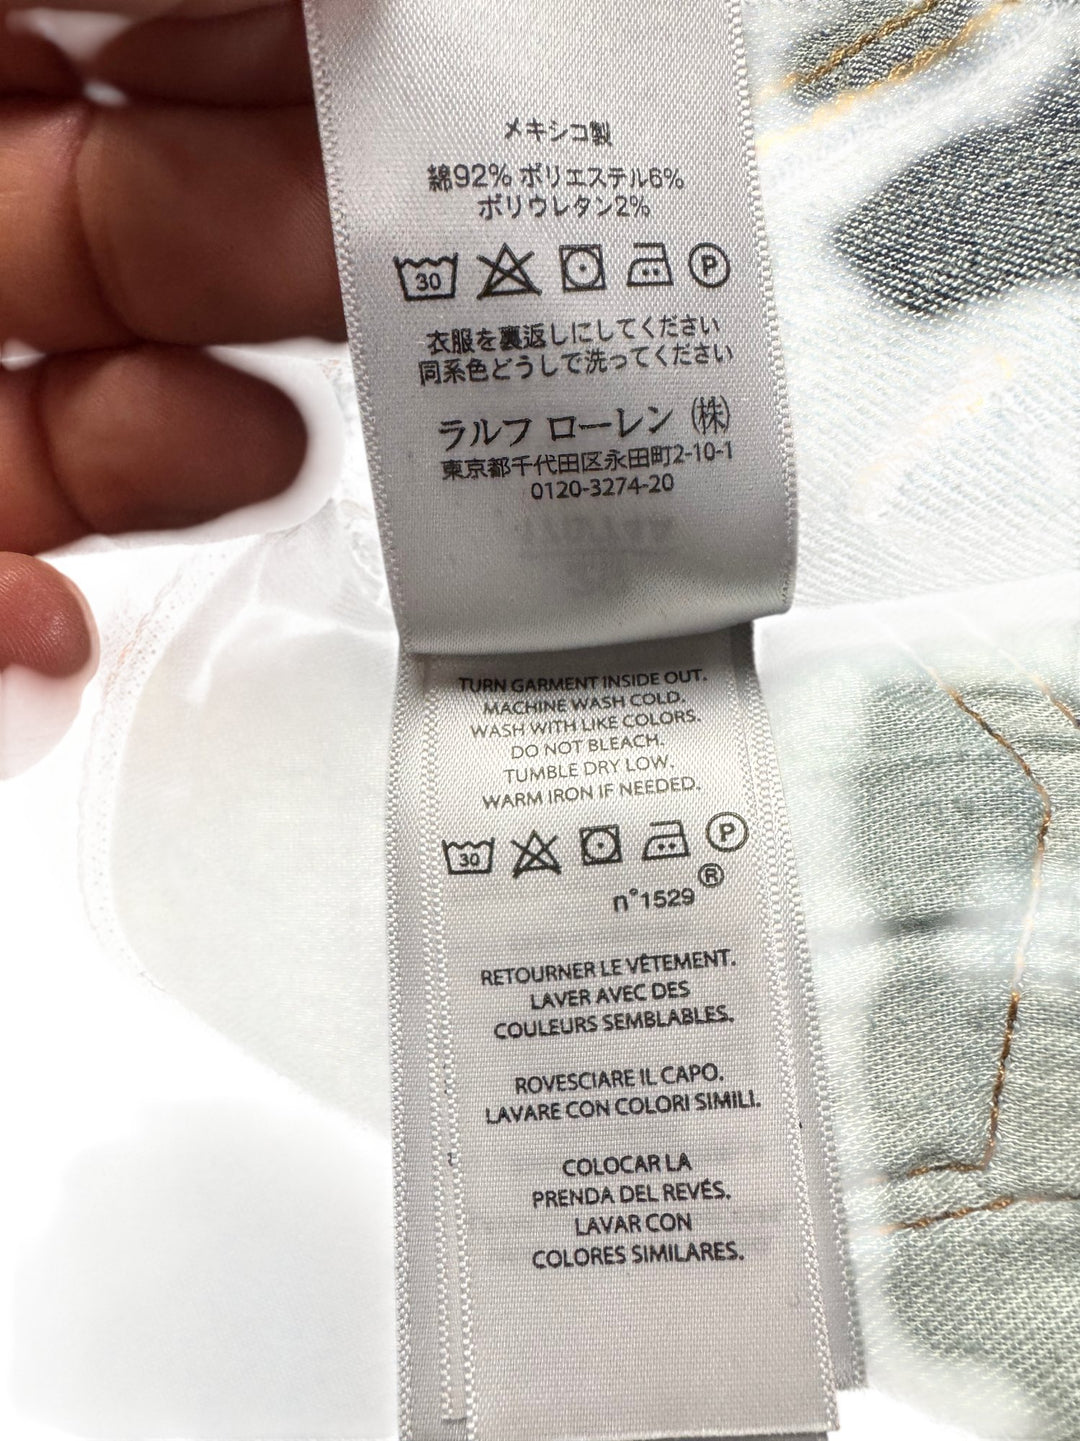 メキシコ製
綿92% ポリエステル6%
ポリウレタン2%
30 P
衣服を裏返しにしてください
同系色どうしで洗ってください
ラルフ ローレン ㈱
東京都千代田区永田町2-10-1
0120-3274-20
TURN GARMENT INSIDE OUT.
MACHINE WASH COLD.
WASH WITH LIKE COLORS.
DO NOT BLEACH.
TUMBLE DRY LOW.
WARM IRON IF NEEDED.
30 P
®
n°1529
RETOURNER LE VÊTEMENT.
LAVER AVEC DES
COULEURS SEMBLABLES.
ROVESCIARE IL CAPO.
LAVARE CON COLORI SIMILI.
COLOCAR LA
PRENDA DEL REVÉS.
LAVAR CON
COLORES SIMILARES.